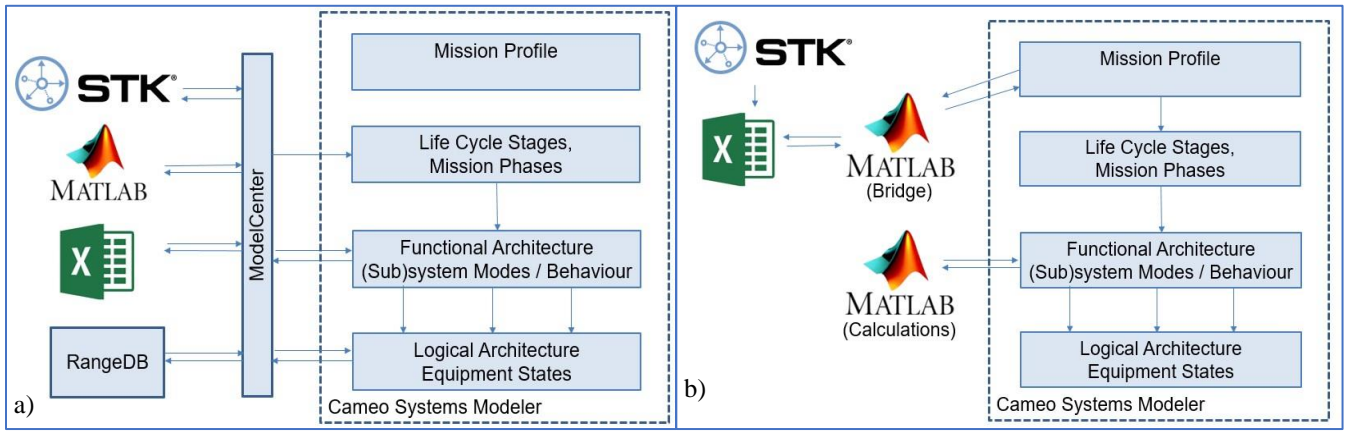 STK®
MATLAB
X
RangeDB
ModelCenter
Mission Profile
Life Cycle Stages,
Mission Phases
Functional Architecture
(Sub)system Modes / Behaviour
Logical Architecture
Equipment States
Cameo Systems Modeler
a)
STK®
X
MATLAB
(Bridge)
MATLAB
(Calculations)
Mission Profile
Life Cycle Stages,
Mission Phases
Functional Architecture
(Sub)system Modes / Behaviour
Logical Architecture
Equipment States
Cameo Systems Modeler
b)